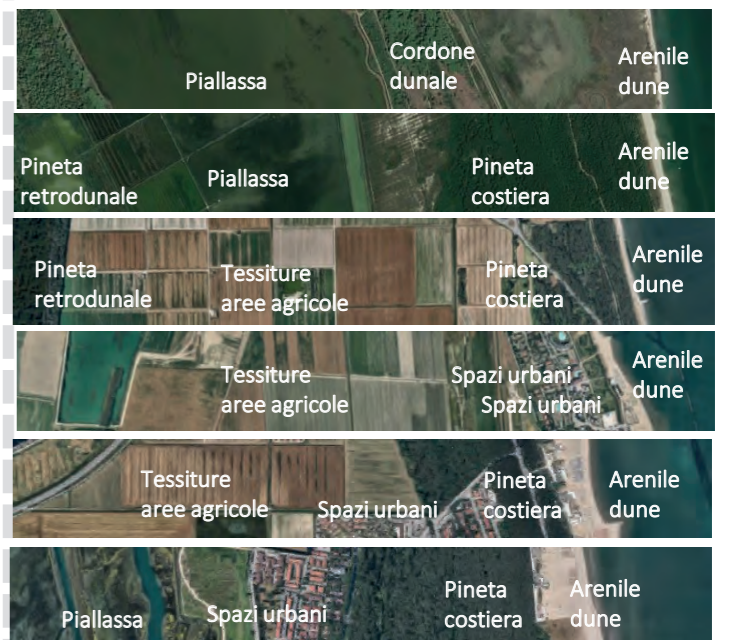 Piallassa
Cordone
dunale
Arenile
dune
Pineta
retrodunale
Piallassa
Pineta
costiera
Arenile
dune
Pineta
retrodunale
Tessiture
aree agricole
Pineta
costiera
Arenile
dune
Tessiture
aree agricole
Spazi urbani
Spazi urbani
Arenile
dune
Tessiture
aree agricole
Spazi urbani
Pineta
costiera
Arenile
dune
Piallassa
Spazi urbani
Pineta
costiera
Arenile
dune